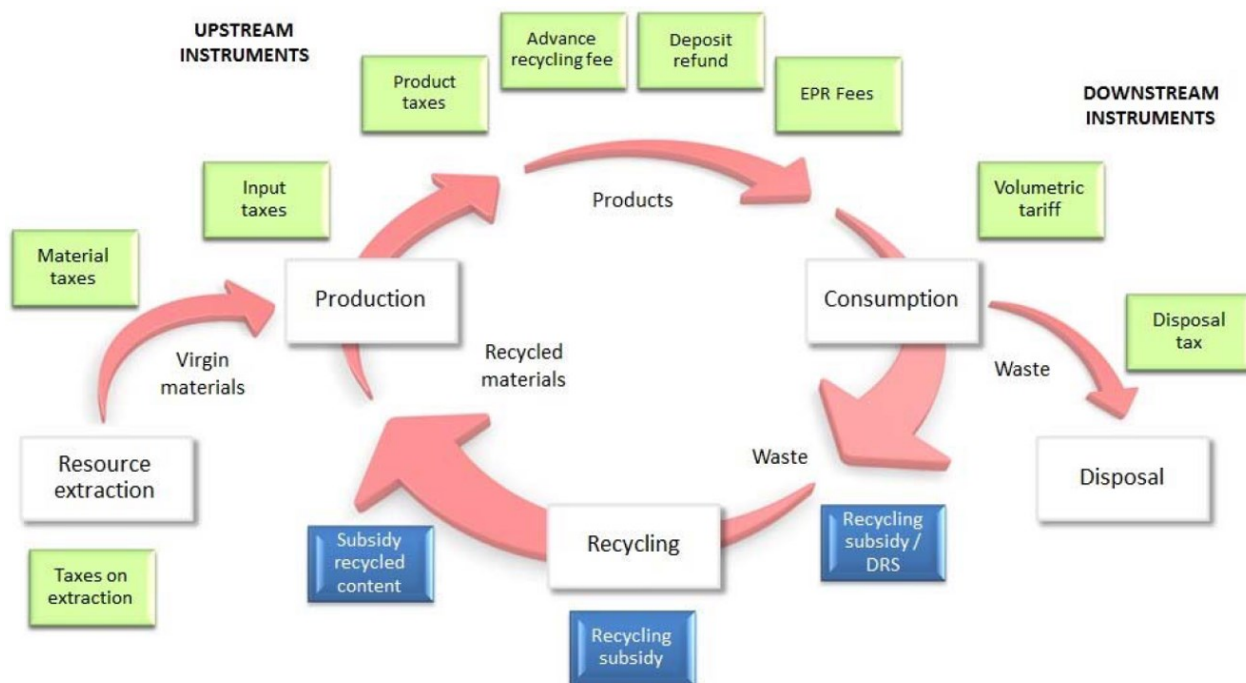 UPSTREAM
INSTRUMENTS
Advance
recycling fee
Deposit
refund
Product
taxes
EPR Fees
DOWNSTREAM
INSTRUMENTS
Input
taxes
Products
Volumetric
tariff
Material
taxes
Production
Consumption
Disposal
tax
Virgin
materials
Recycled
materials
Waste
Resource
extraction
Waste
Disposal
Subsidy
recycled
content
Recycling
Recycling
subsidy /
DRS
Taxes on
extraction
Recycling
subsidy